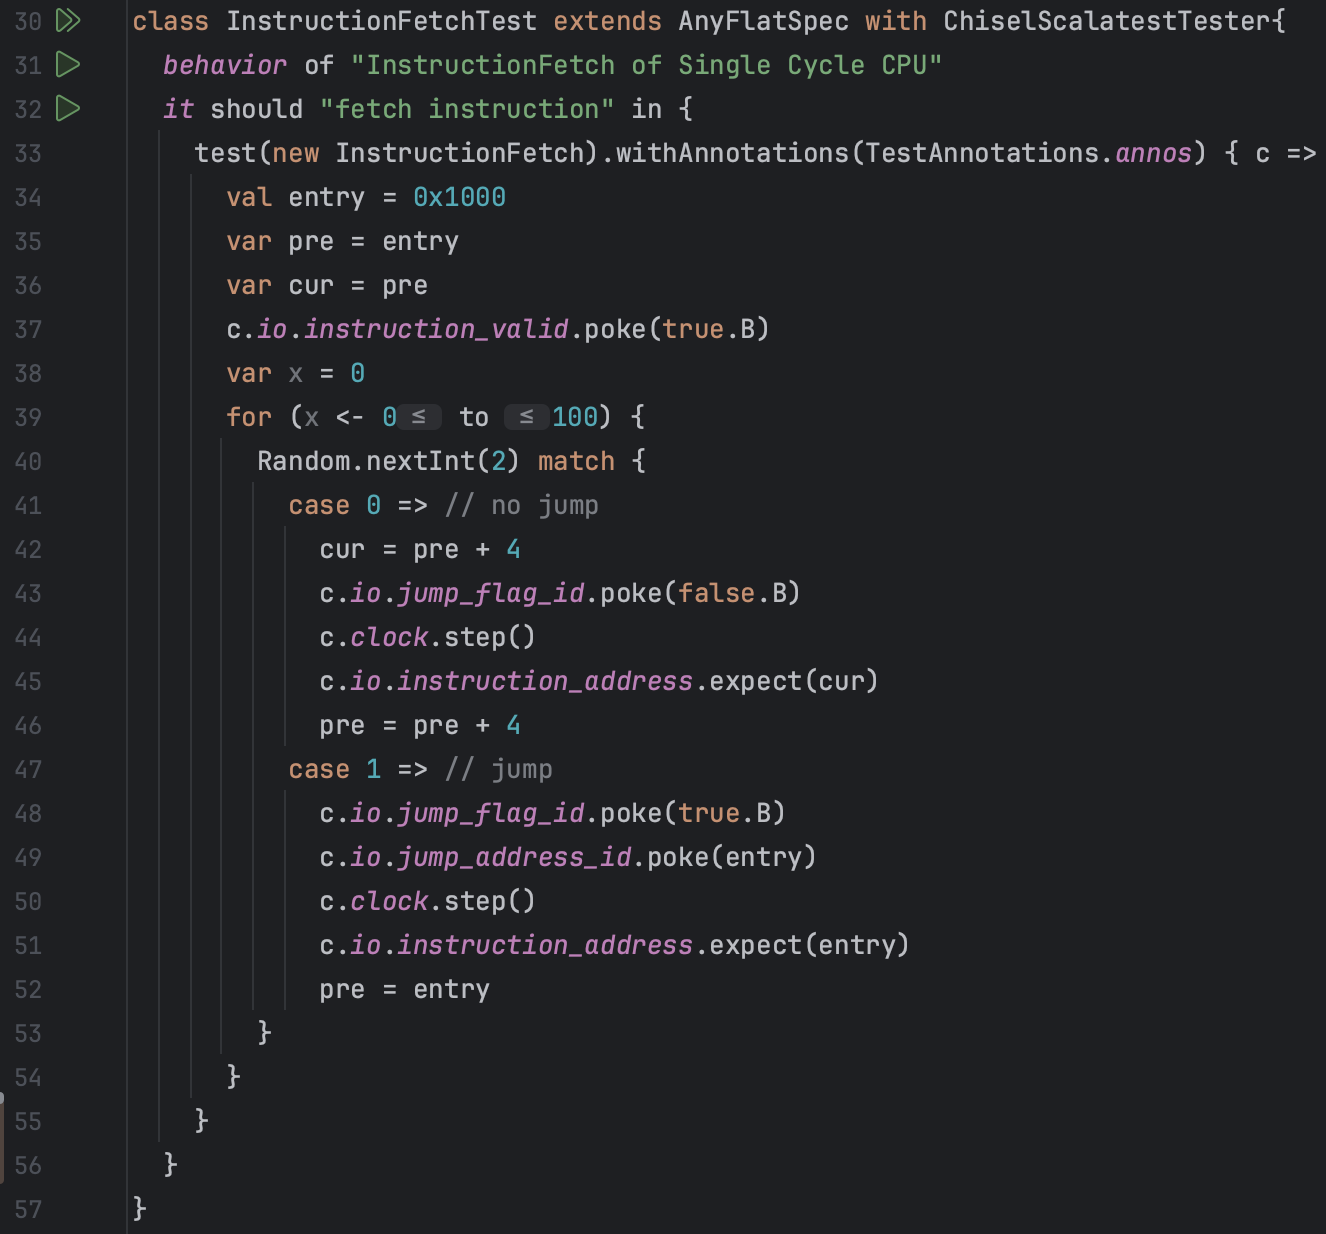 30 class InstructionFetchTest extends AnyFlatSpec with ChiselScalatestTester{
31   behavior of "InstructionFetch of Single Cycle CPU"
32   it should "fetch instruction" in {
33     test(new InstructionFetch).withAnnotations(TestAnnotations.annos) { c =>
34       val entry = 0x1000
35       var pre = entry
36       var cur = pre
37       c.io.instruction_valid.poke(true.B)
38       var x = 0
39       for (x <- 0 ≤ to ≤ 100) {
40         Random.nextInt(2) match {
41           case 0 => // no jump
42             cur = pre + 4
43             c.io.jump_flag_id.poke(false.B)
44             c.clock.step()
45             c.io.instruction_address.expect(cur)
46             pre = pre + 4
47           case 1 => // jump
48             c.io.jump_flag_id.poke(true.B)
49             c.io.jump_address_id.poke(entry)
50             c.clock.step()
51             c.io.instruction_address.expect(entry)
52             pre = entry
53         }
54       }
55     }
56   }
57 }